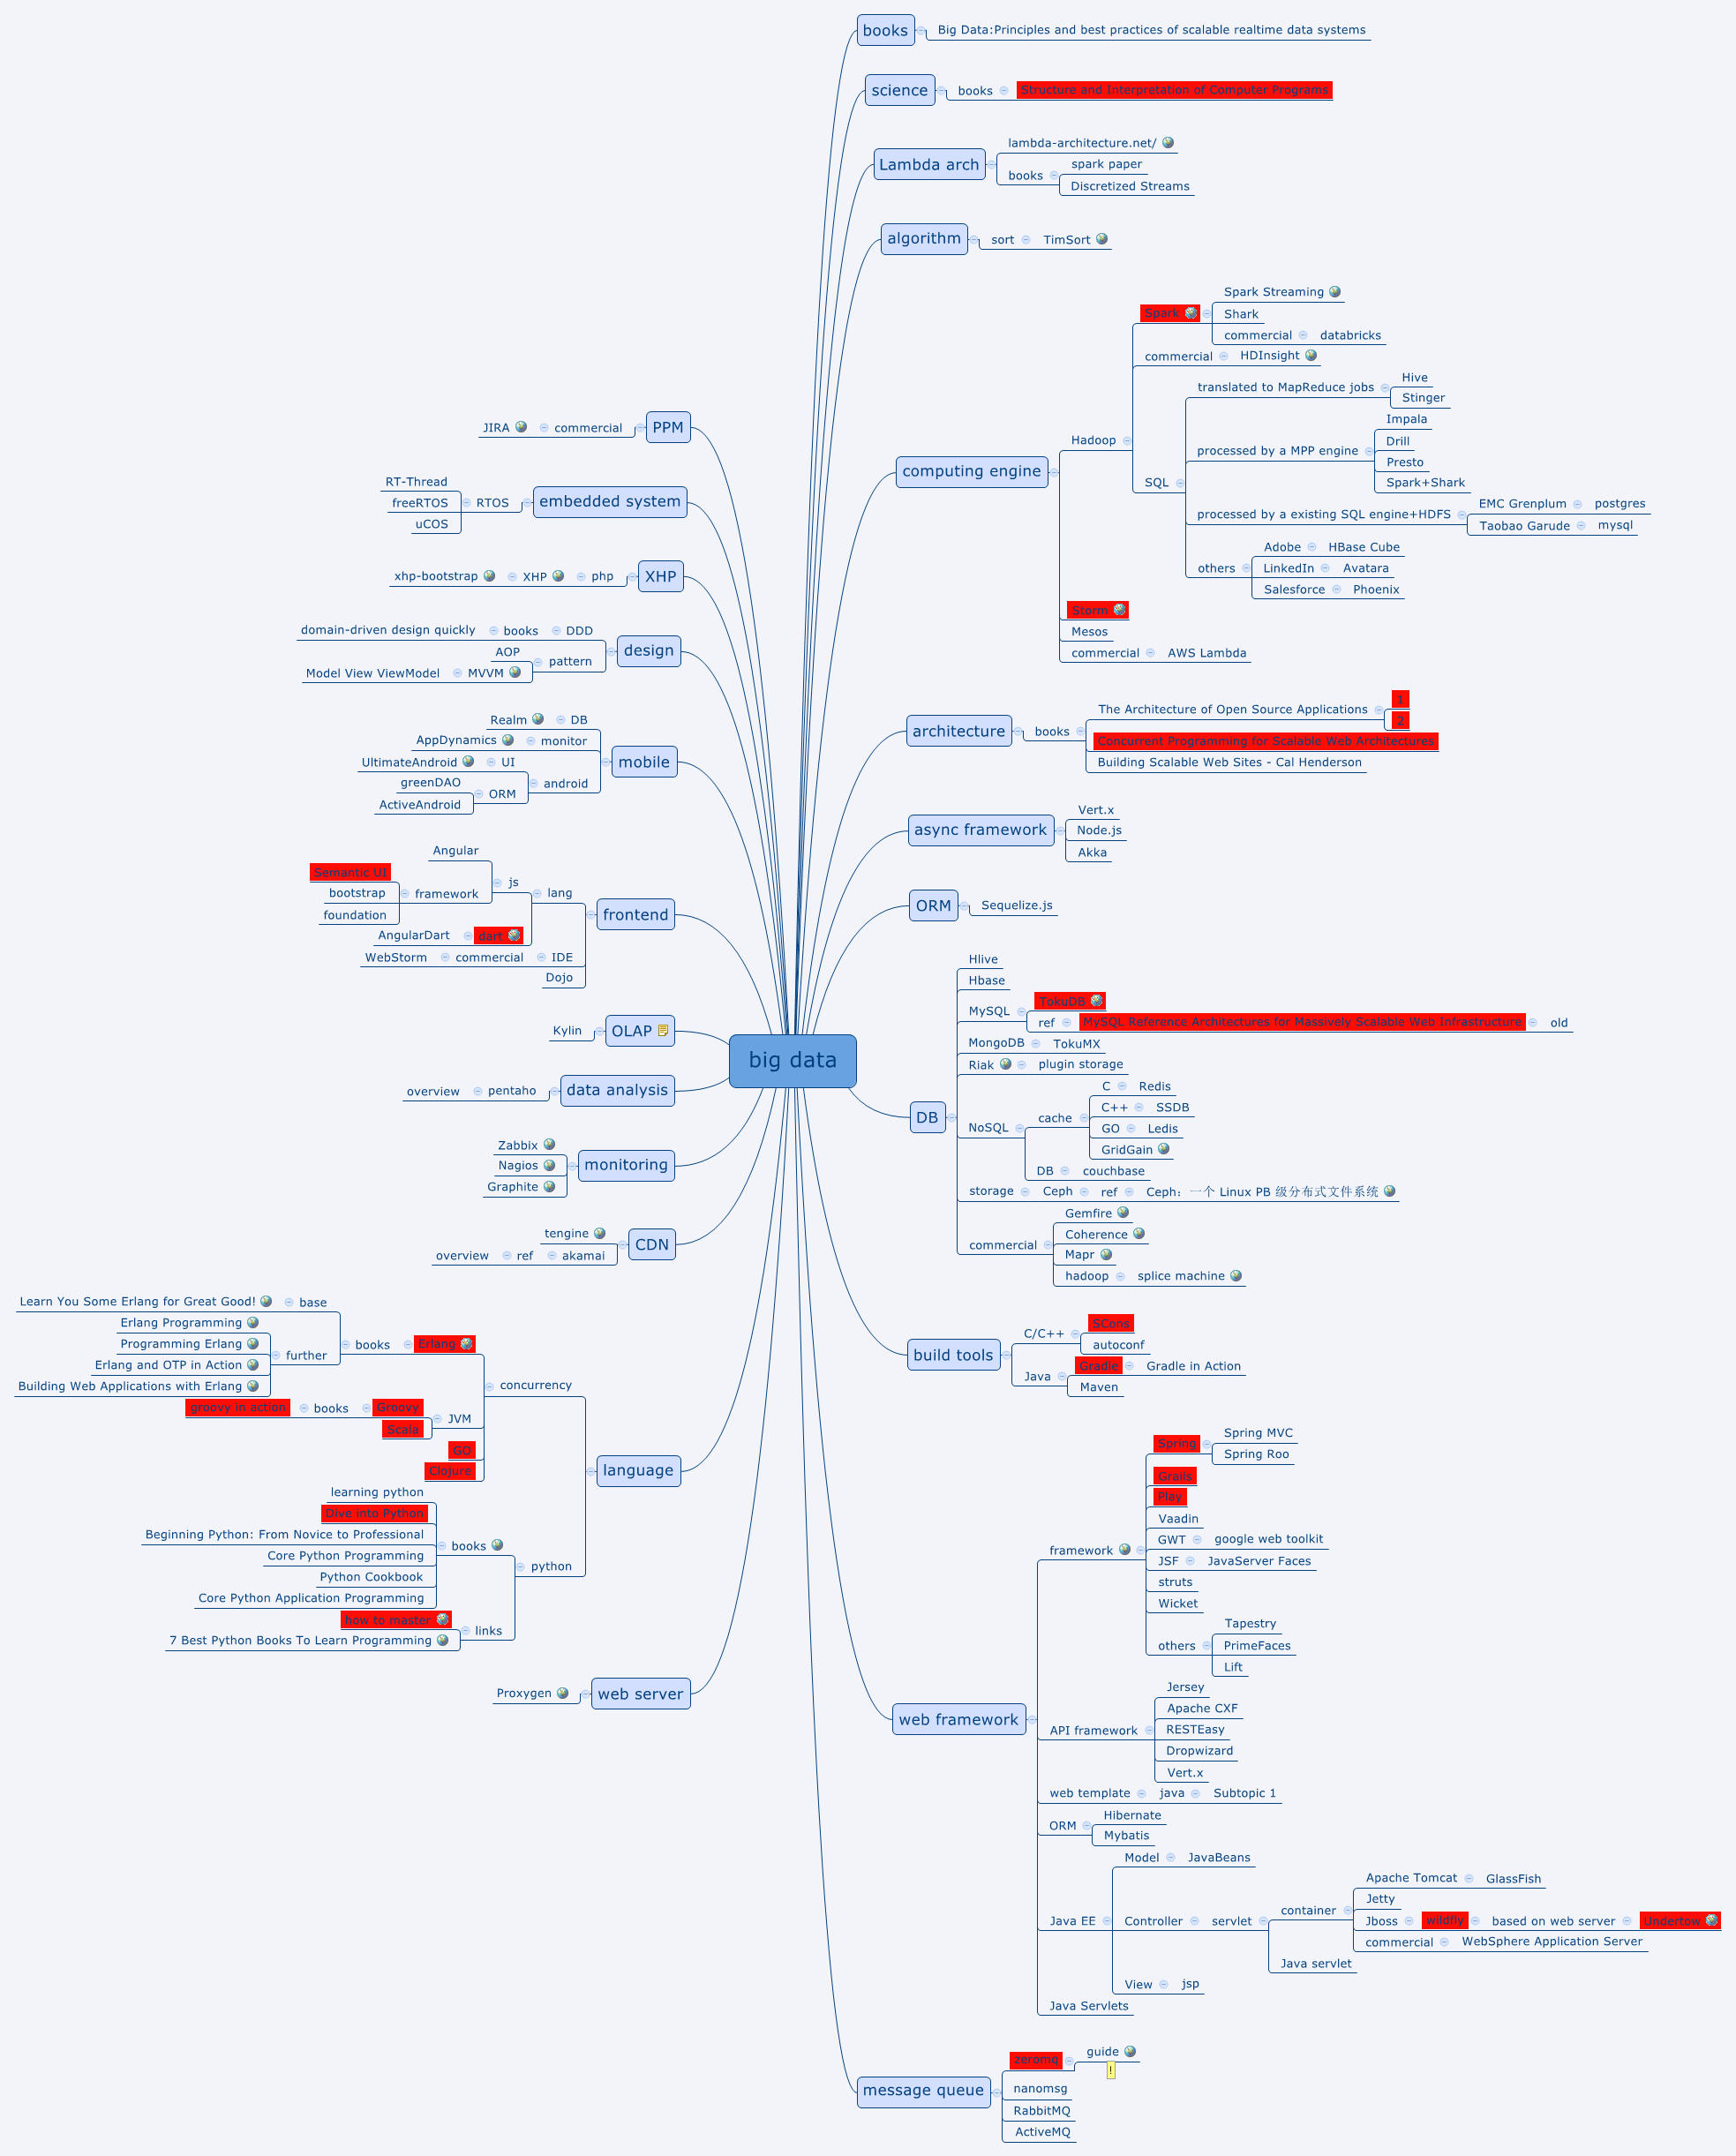 big data
books
Big Data:Principles and best practices of scalable realtime data systems
science
books
Structure and Interpretation of Computer Programs
Lambda arch
lambda-architecture.net/
books
spark paper
Discretized Streams
algorithm
sort
TimSort
computing engine
Hadoop
Spark
Spark Streaming
Shark
commercial
databricks
commercial
HDInsight
SQL
translated to MapReduce jobs
Hive
Stinger
processed by a MPP engine
Impala
Drill
Presto
Spark+Shark
processed by a existing SQL engine+HDFS
EMC Grenplum
postgres
Taobao Garude
mysql
others
Adobe
HBase Cube
LinkedIn
Avatara
Salesforce
Phoenix
Storm
Mesos
commercial
AWS Lambda
architecture
books
The Architecture of Open Source Applications
1
2
Concurrent Programming for Scalable Web Architectures
Building Scalable Web Sites - Cal Henderson
async framework
Vert.x
Node.js
Akka
ORM
Sequelize.js
DB
Hlive
Hbase
MySQL
TokuDB
ref
MySQL Reference Architectures for Massively Scalable Web Infrastructure
old
MongoDB
TokuMX
Riak
plugin storage
NoSQL
cache
C
Redis
C++
SSDB
GO
Ledis
GridGain
DB
couchbase
storage
Ceph
ref
Ceph：一个 Linux PB 级分布式文件系统
commercial
Gemfire
Coherence
Mapr
hadoop
splice machine
build tools
C/C++
SCons
autoconf
Java
Gradle
Gradle in Action
Maven
web framework
framework
Spring
Spring MVC
Spring Roo
Grails
Play
Vaadin
GWT
google web toolkit
JSF
JavaServer Faces
struts
Wicket
others
Tapestry
PrimeFaces
Lift
API framework
Jersey
Apache CXF
RESTEasy
Dropwizard
Vert.x
web template
java
Subtopic 1
ORM
Hibernate
Mybatis
Java EE
Model
JavaBeans
Controller
servlet
container
Apache Tomcat
GlassFish
Jetty
Jboss
wildfly
based on web server
Undertow
commercial
WebSphere Application Server
Java servlet
View
jsp
Java Servlets
message queue
zeromq
guide
!
nanomsg
RabbitMQ
ActiveMQ
PPM
commercial
JIRA
embedded system
RTOS
RT-Thread
freeRTOS
uCOS
XHP
php
XHP
xhp-bootstrap
design
DDD
books
domain-driven design quickly
pattern
AOP
MVVM
Model View ViewModel
mobile
DB
Realm
monitor
AppDynamics
android
UI
UltimateAndroid
ORM
greenDAO
ActiveAndroid
frontend
lang
js
Angular
framework
Semantic UI
bootstrap
foundation
dart
AngularDart
IDE
commercial
WebStorm
Dojo
OLAP
Kylin
data analysis
pentaho
overview
monitoring
Zabbix
Nagios
Graphite
CDN
tengine
akamai
ref
overview
language
concurrency
Erlang
books
base
Learn You Some Erlang for Great Good!
further
Erlang Programming
Programming Erlang
Erlang and OTP in Action
Building Web Applications with Erlang
JVM
Groovy
books
groovy in action
Scala
GO
Clojure
python
books
learning python
Dive into Python
Beginning Python: From Novice to Professional
Core Python Programming
Python Cookbook
Core Python Application Programming
links
how to master
7 Best Python Books To Learn Programming
web server
Proxygen